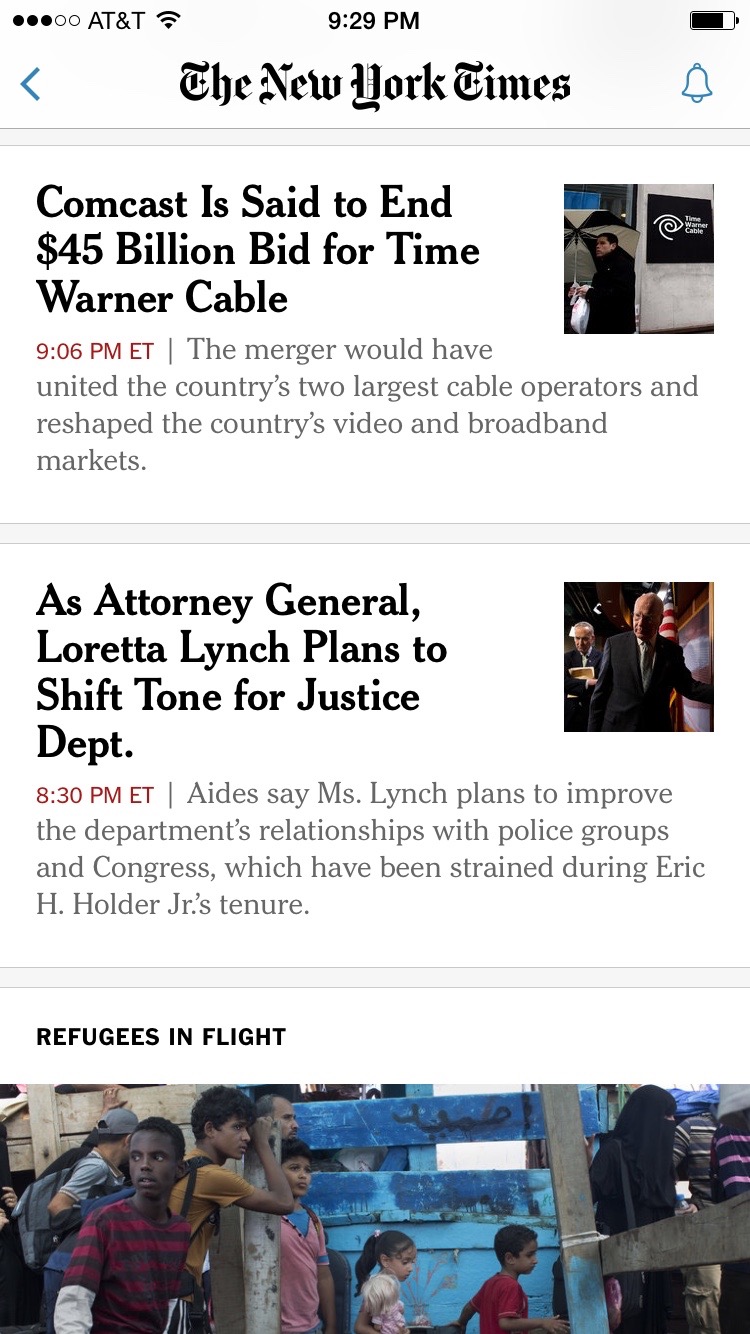 AT&T 9:29 PM
The New York Times
Comcast Is Said to End
$45 Billion Bid for Time
Warner Cable
Time
Warner
Cable
9:06 PM ET | The merger would have
united the country’s two largest cable operators and
reshaped the country’s video and broadband
markets.
As Attorney General,
Loretta Lynch Plans to
Shift Tone for Justice
Dept.
8:30 PM ET | Aides say Ms. Lynch plans to improve
the department’s relationships with police groups
and Congress, which have been strained during Eric
H. Holder Jr.’s tenure.
REFUGEES IN FLIGHT